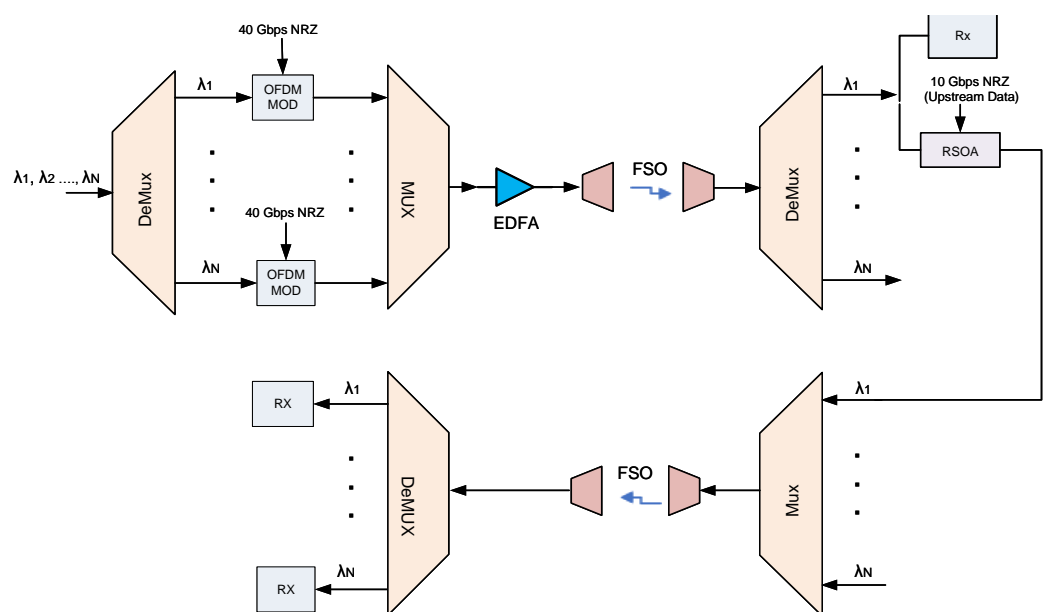 40 Gbps NRZ
λ1
OFDM
MOD
Rx
λ1
10 Gbps NRZ
(Upstream Data)
RSOA
λ1, λ2 ...., λN
DeMux
MUX
FSO
EDFA
DeMux
40 Gbps NRZ
λN
OFDM
MOD
λN
RX
λ1
λ1
DeMUX
FSO
Mux
RX
λN
λN